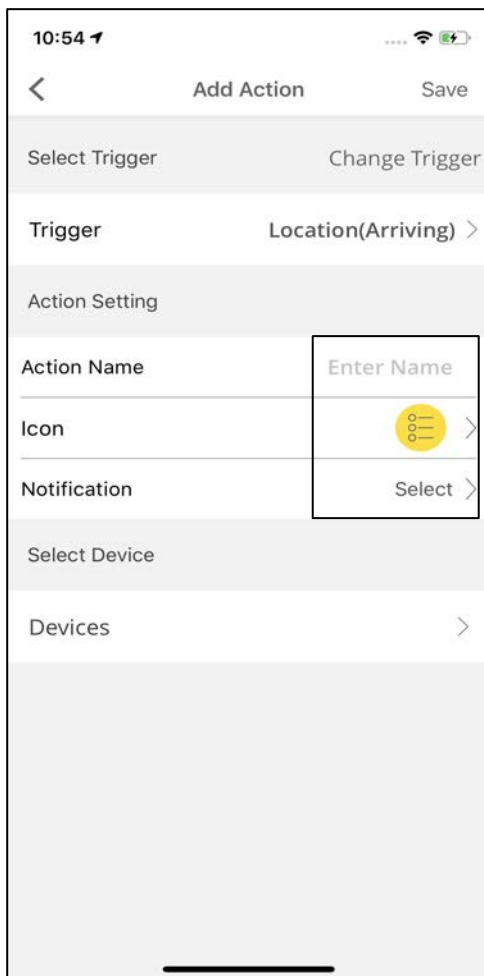 10:54
Add Action Save
Select Trigger Change Trigger
Trigger Location(Arriving)
Action Setting
Action Name Enter Name
Icon
Notification Select
Select Device
Devices